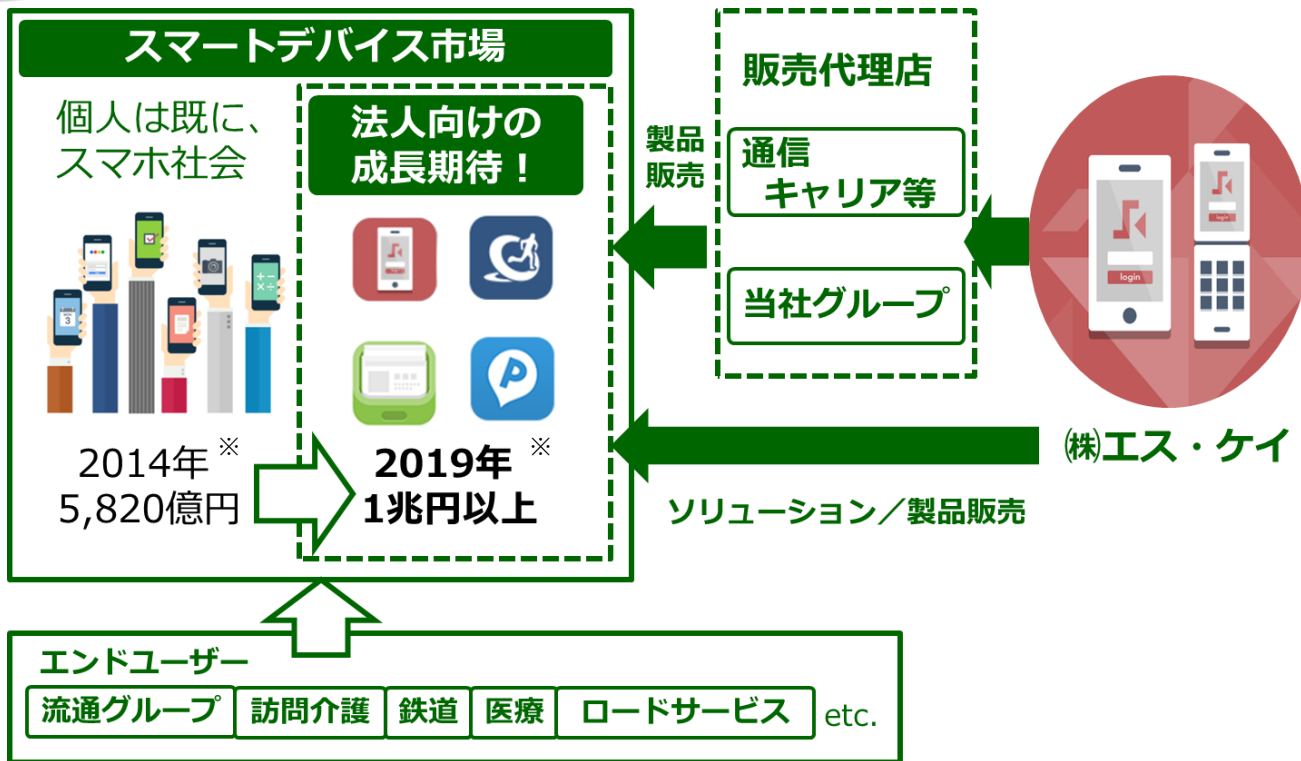 スマートデバイス市場
個人は既に、
スマホ社会
法人向けの
成長期待！
2014年※
5,820億円
2019年※
1兆円以上
製品
販売
販売代理店
通信
キャリア等
当社グループ
login
login
login
㈱エス・ケイ
ソリューション／製品販売
エンドユーザー
流通グループ
訪問介護
鉄道
医療
ロードサービス
etc.